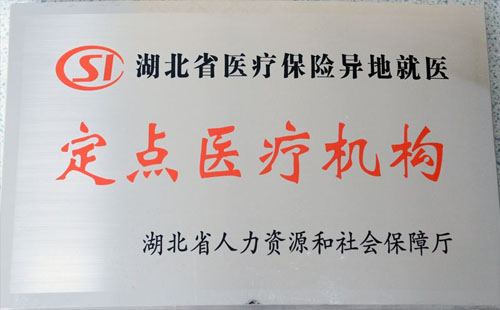 SI 湖北省医疗保险异地就医
定点医疗机构
湖北省人力资源和社会保障厅